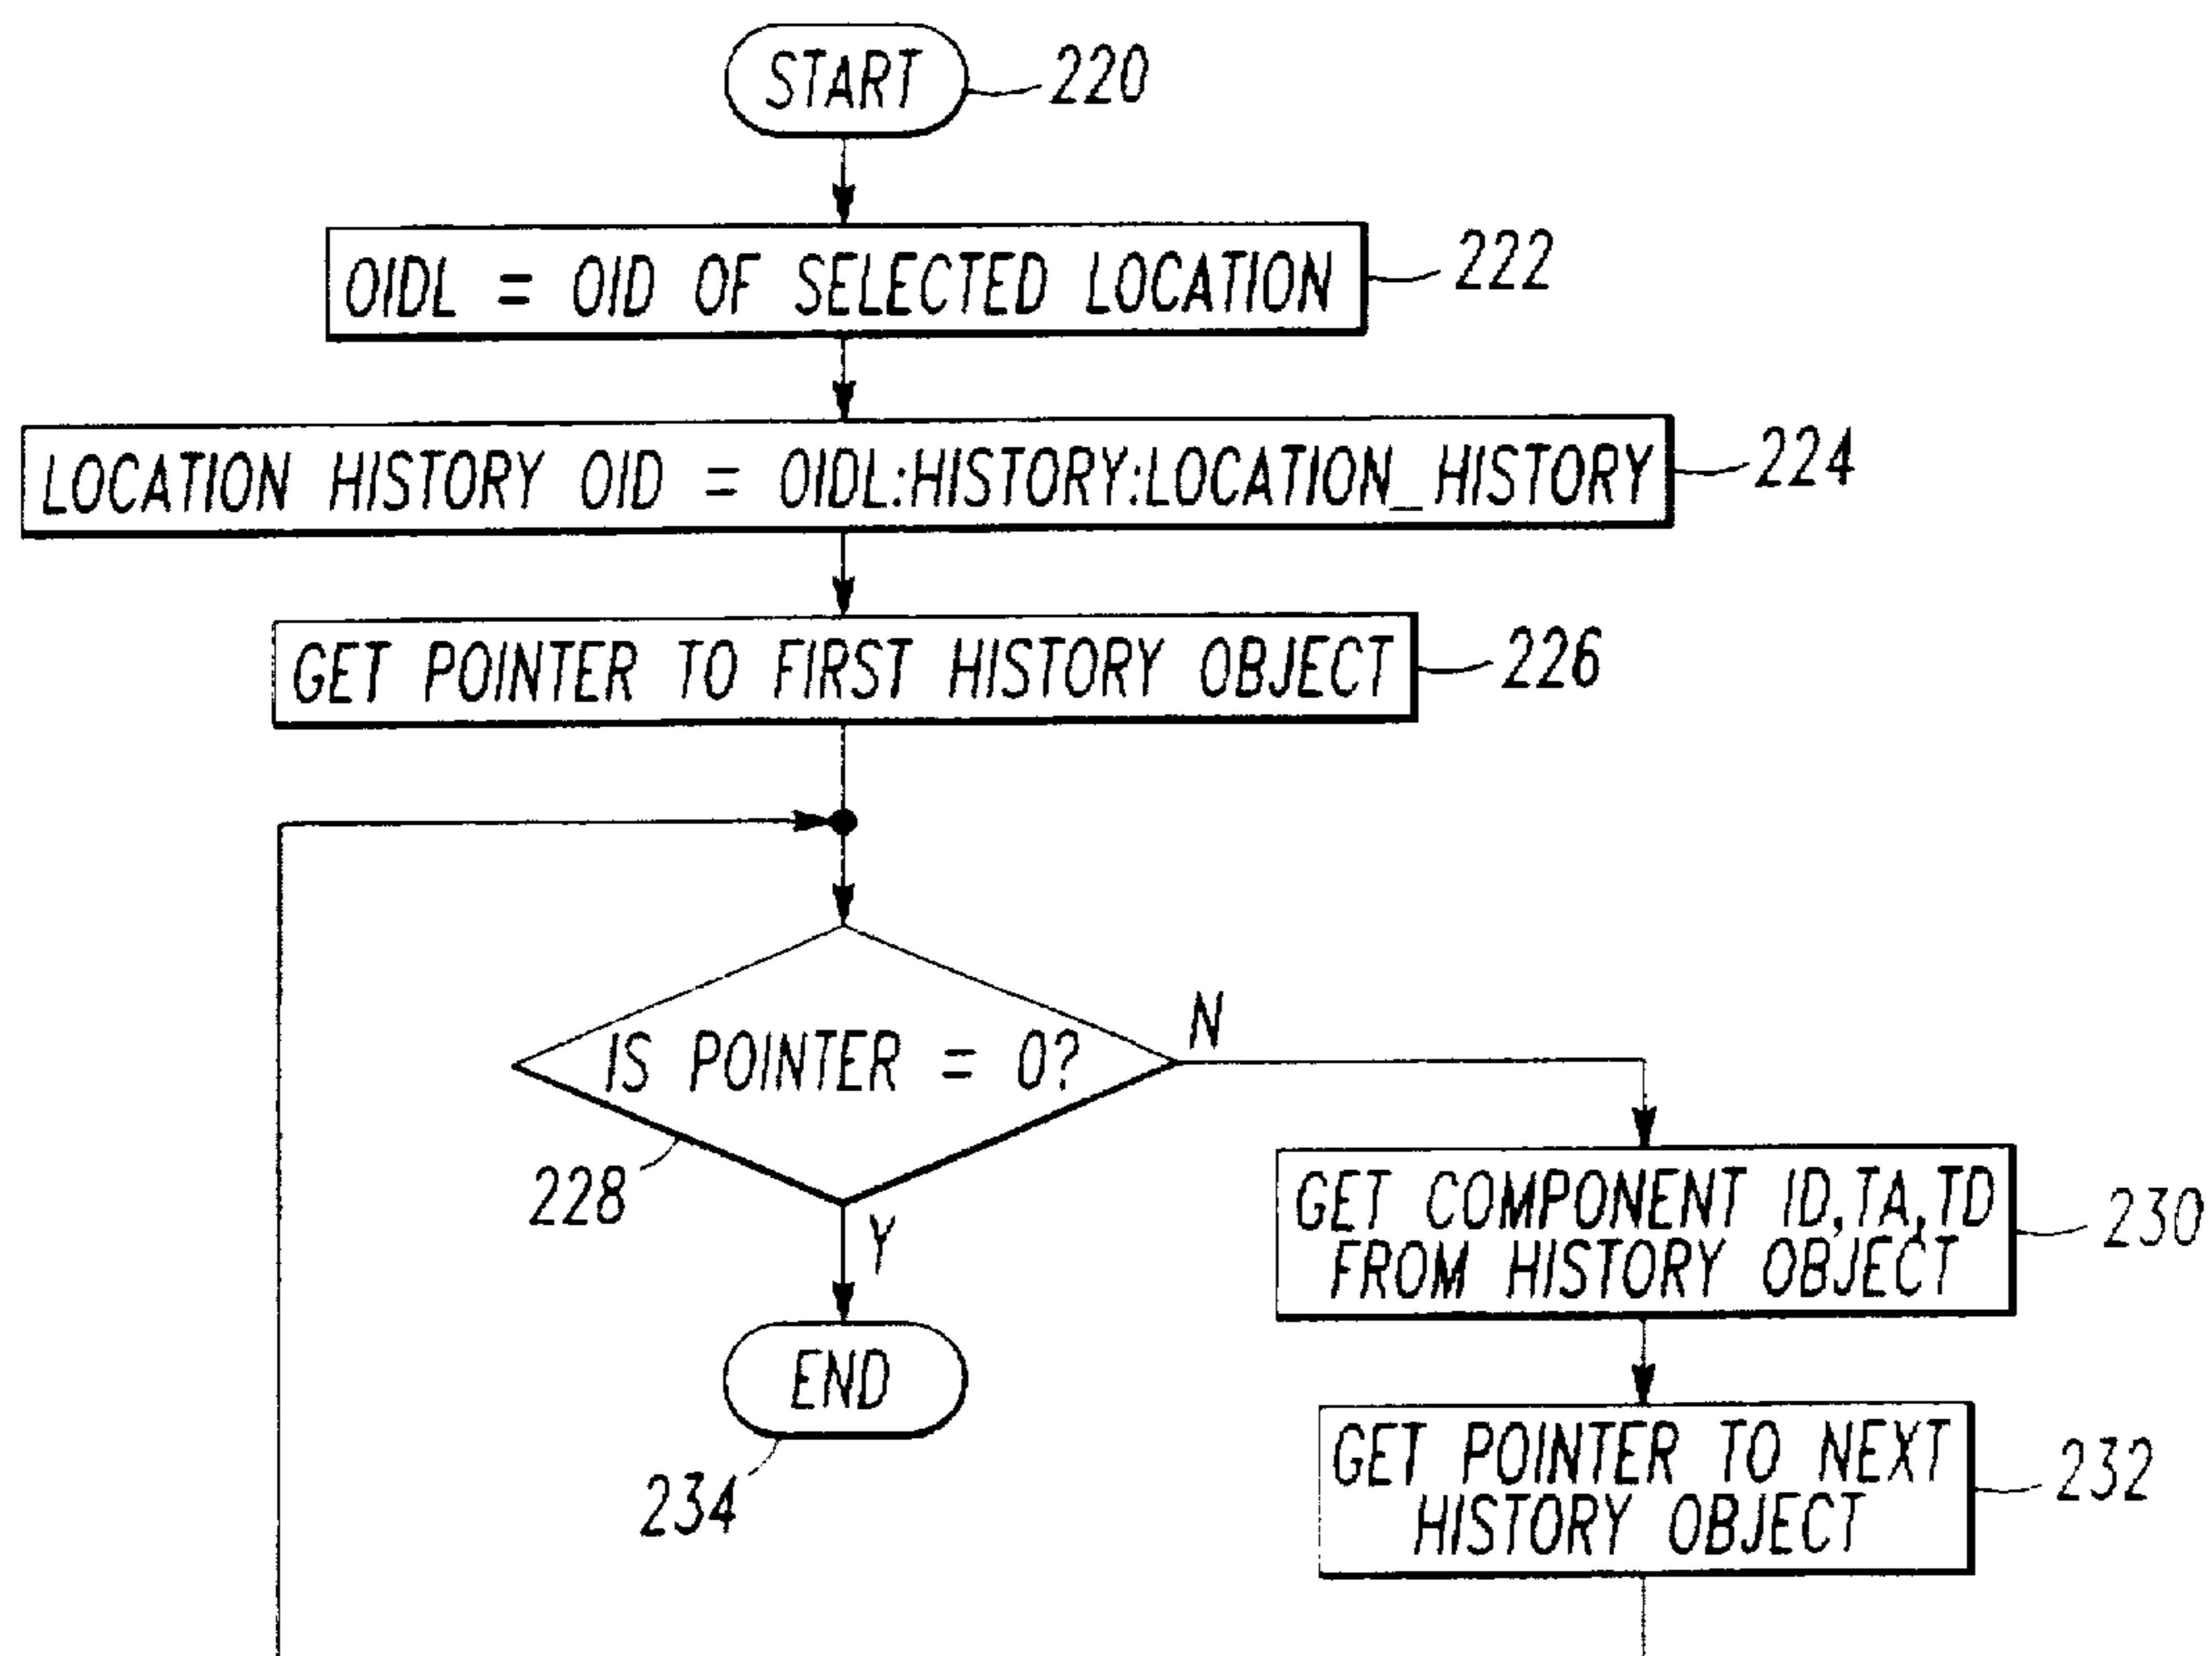 START
220
OIDL = OID OF SELECTED LOCATION
222
LOCATION HISTORY OID = OIDL:HISTORY:LOCATION_HISTORY
224
GET POINTER TO FIRST HISTORY OBJECT
226
IS POINTER = 0?
N
228
Y
GET COMPONENT ID,TA,TD
FROM HISTORY OBJECT
230
END
234
GET POINTER TO NEXT
HISTORY OBJECT
232